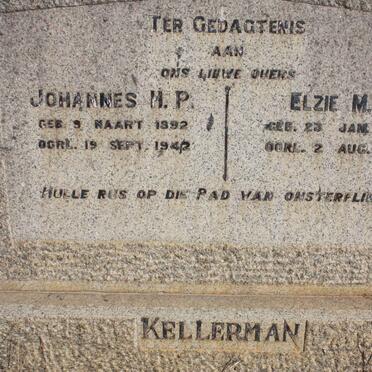 TER GEDAGTENIS
AAN
ONS LIEWE OUERS
JOHANNES H. P.
GEB. 9 MAART 1892
OORL. 19 SEPT. 1942
ELZIE M.
GEB. 23 JAN.
OORL. 2 AUG.
HULLE RUS OP DIE PAD VAN ONSTERFLI
KELLERMAN